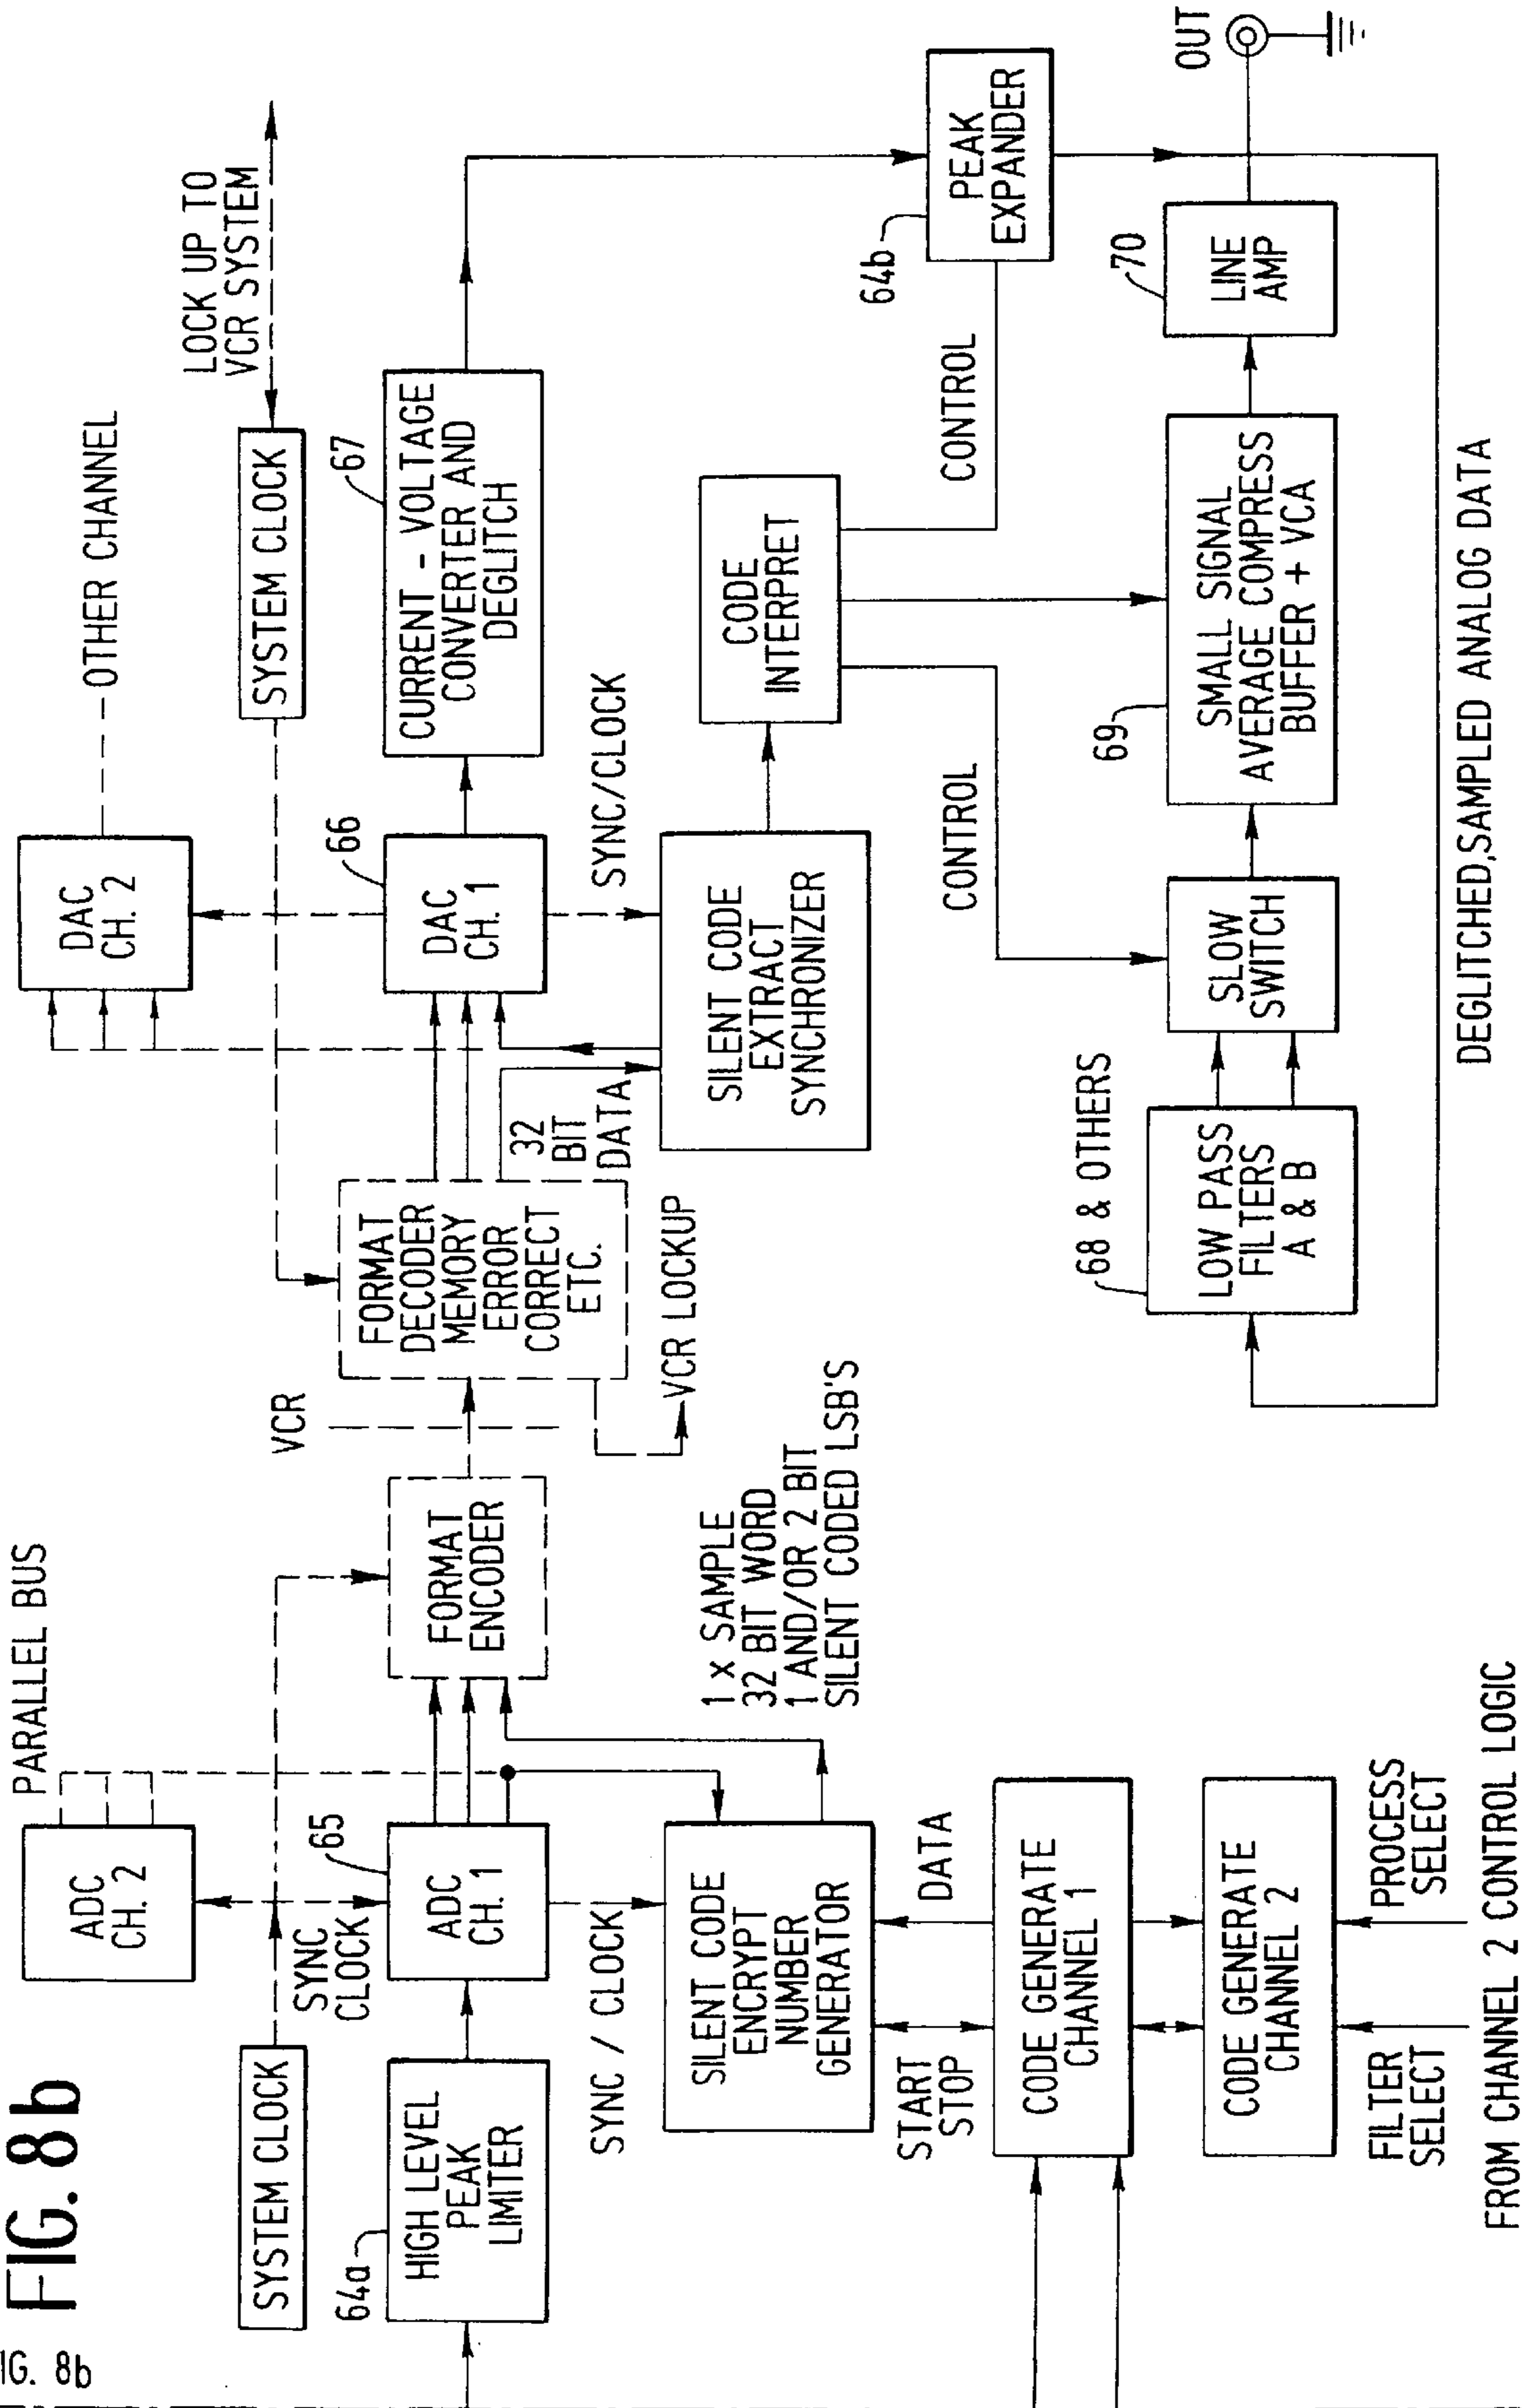 FIG. 8b
IG. 8b
PARALLEL BUS
ADC
CH. 2
SYSTEM CLOCK
SYNC
CLOCK
64a
HIGH LEVEL
PEAK
LIMITER
65
ADC
CH. 1
FORMAT
ENCODER
VCR
SYNC / CLOCK
SILENT CODE
ENCRYPT
NUMBER
GENERATOR
1 x SAMPLE
32 BIT WORD
1 AND/OR 2 BIT
SILENT CODED LSB'S
START
STOP
DATA
CODE GENERATE
CHANNEL 1
CODE GENERATE
CHANNEL 2
FILTER
SELECT
PROCESS
SELECT
FROM CHANNEL 2 CONTROL LOGIC
DAC
CH. 2
OTHER CHANNEL
LOCK UP TO
VCR SYSTEM
SYSTEM CLOCK
FORMAT
DECODER
MEMORY
ERROR
CORRECT
ETC.
VCR LOCKUP
32
BIT
DATA
66
DAC
CH. 1
67
CURRENT - VOLTAGE
CONVERTER AND
DEGLITCH
SYNC/CLOCK
SILENT CODE
EXTRACT
SYNCHRONIZER
CODE
INTERPRET
CONTROL
CONTROL
64b
PEAK
EXPANDER
68 & OTHERS
LOW PASS
FILTERS
A & B
SLOW
SWITCH
69
SMALL SIGNAL
AVERAGE COMPRESS
BUFFER + VCA
70
LINE
AMP
OUT
DEGLITCHED,SAMPLED ANALOG DATA